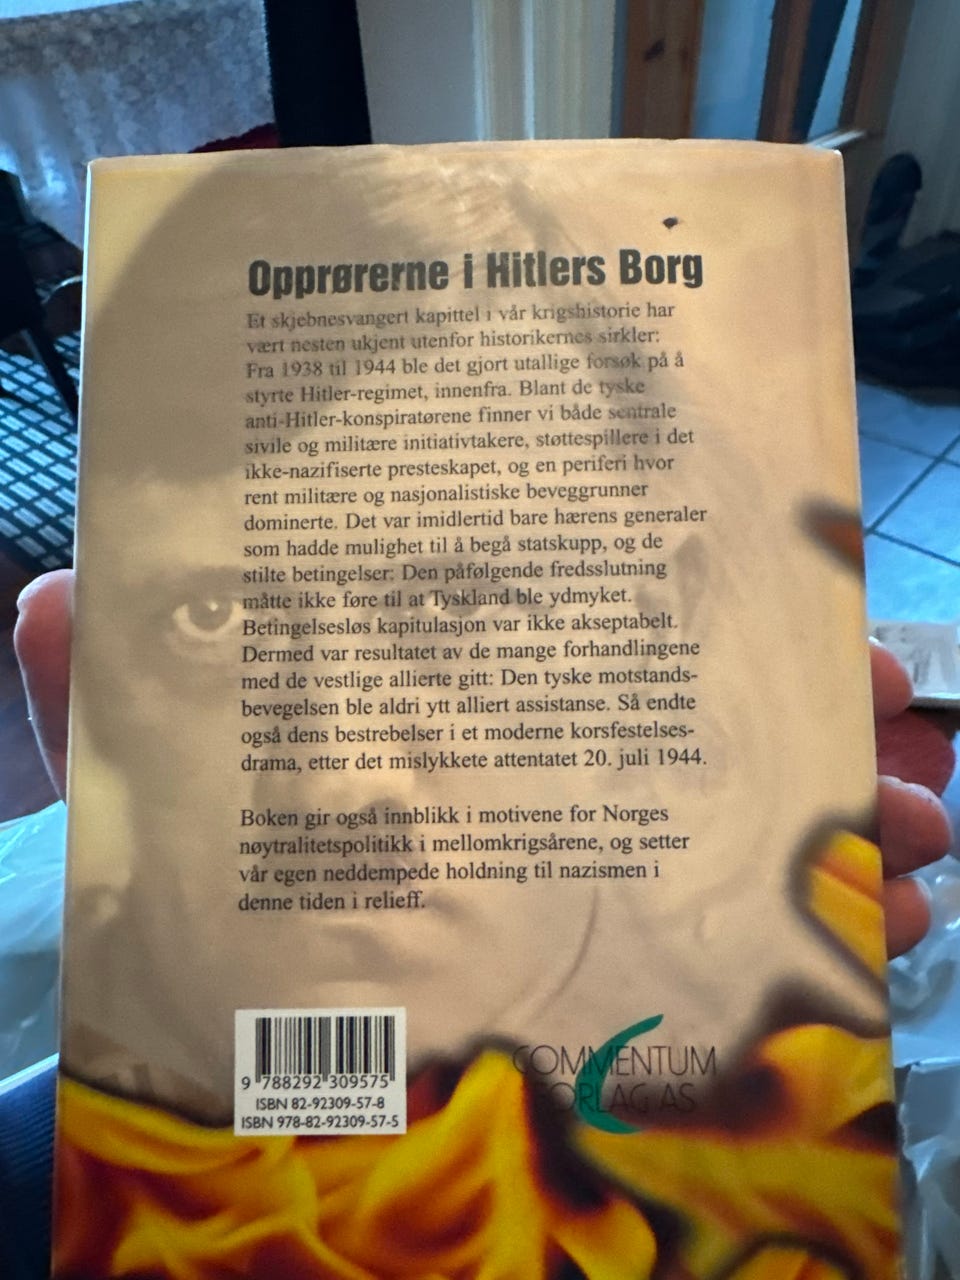 Opprørerne i Hitlers Borg
Et skjebnesvangert kapittel i vår krigshistorie har
vært nesten ukjent utenfor historikernes sirkler:
Fra 1938 til 1944 ble det gjort utallige forsøk på å
styrte Hitler-regimet, innenfra. Blant de tyske
anti-Hitler-konspiratørene finner vi både sentrale
sivile og militære initiativtakere, støttespillere i det
ikke-nazifiserte presteskapet, og en periferi hvor
rent militære og nasjonalistiske beveggrunner
dominerte. Det var imidlertid bare hærens generaler
som hadde mulighet til å begå statskupp, og de
stilte betingelser: Den påfølgende fredsslutning
måtte ikke føre til at Tyskland ble ydmyket.
Betingelsesløs kapitulasjon var ikke akseptabelt.
Dermed var resultatet av de mange forhandlingene
med de vestlige allierte gitt: Den tyske motstands-
bevegelsen ble aldri ytt alliert assistanse. Så endte
også dens bestrebelser i et moderne korsfestelses-
drama, etter det mislykkete attentatet 20. juli 1944.
Boken gir også innblikk i motivene for Norges
nøytralitetspolitikk i mellomkrigsårene, og setter
vår egen neddempede holdning til nazismen i
denne tiden i relieff.
9 788292 309575
ISBN 82-92309-57-8
ISBN 978-82-92309-57-5
COMMENTUM
FORLAG AS